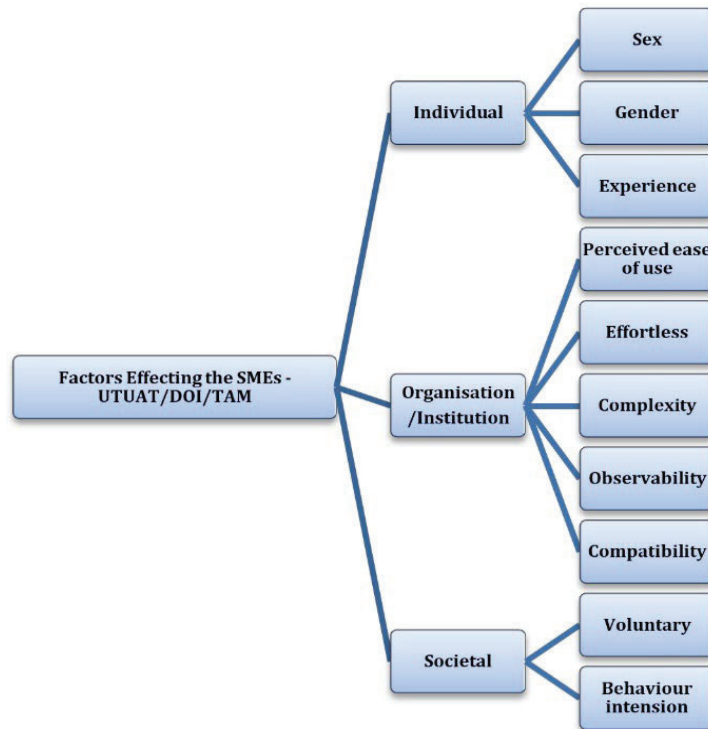 Factors Effecting the SMEs -
UTUAT/DOI/TAM
Individual
Sex
Gender
Experience
Organisation
/Institution
Perceived ease
of use
Effortless
Complexity
Observability
Compatibility
Societal
Voluntary
Behaviour
intension